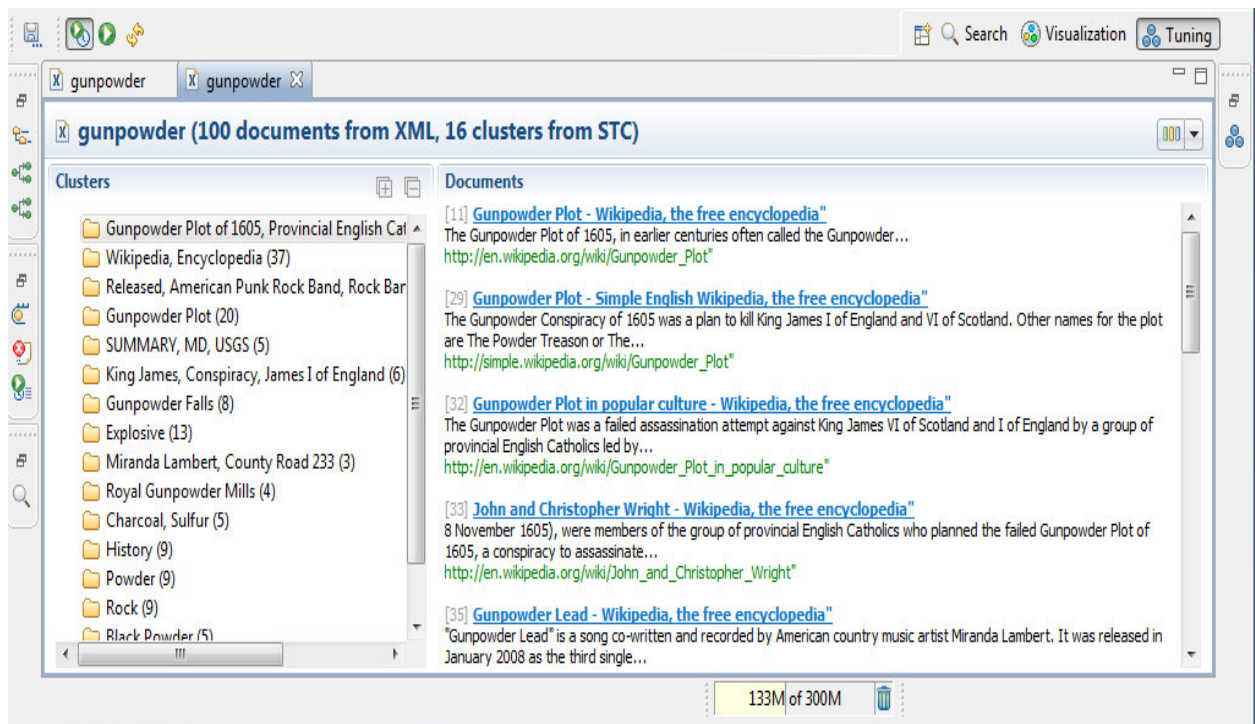 Search Visualization Tuning
gunpowder gunpowder
gunpowder (100 documents from XML, 16 clusters from STC)
Clusters
Gunpowder Plot of 1605, Provincial English Cat
Wikipedia, Encyclopedia (37)
Released, American Punk Rock Band, Rock Ban
Gunpowder Plot (20)
SUMMARY, MD, USGS (5)
King James, Conspiracy, James I of England (6)
Gunpowder Falls (8)
Explosive (13)
Miranda Lambert, County Road 233 (3)
Royal Gunpowder Mills (4)
Charcoal, Sulfur (5)
History (9)
Powder (9)
Rock (9)
Black Powder (5)
Documents
[11] Gunpowder Plot - Wikipedia, the free encyclopedia"
The Gunpowder Plot of 1605, in earlier centuries often called the Gunpowder...
http://en.wikipedia.org/wiki/Gunpowder_Plot"
[29] Gunpowder Plot - Simple English Wikipedia, the free encyclopedia"
The Gunpowder Conspiracy of 1605 was a plan to kill King James I of England and VI of Scotland. Other names for the plot
are The Powder Treason or The...
http://simple.wikipedia.org/wiki/Gunpowder_Plot"
[32] Gunpowder Plot in popular culture - Wikipedia, the free encyclopedia"
The Gunpowder Plot was a failed assassination attempt against King James VI of Scotland and I of England by a group of
provincial English Catholics led by...
http://en.wikipedia.org/wiki/Gunpowder_Plot_in_popular_culture"
[33] John and Christopher Wright - Wikipedia, the free encyclopedia"
8 November 1605), were members of the group of provincial English Catholics who planned the failed Gunpowder Plot of
1605, a conspiracy to assassinate...
http://en.wikipedia.org/wiki/John_and_Christopher_Wright"
[35] Gunpowder Lead - Wikipedia, the free encyclopedia"
"Gunpowder Lead" is a song co-written and recorded by American country music artist Miranda Lambert. It was released in
January 2008 as the third single...
133M of 300M